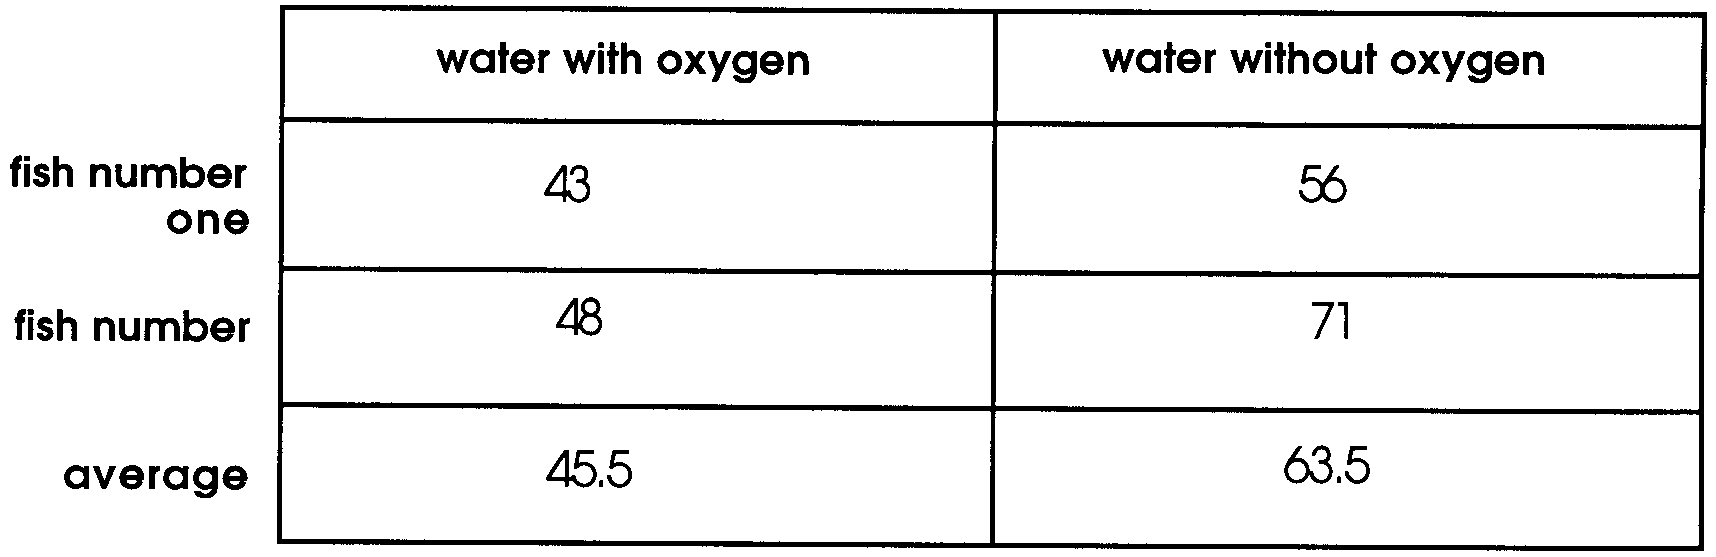 water with oxygen water without oxygen
fish number
one 43 56
fish number 48 71
average 45.5 63.5